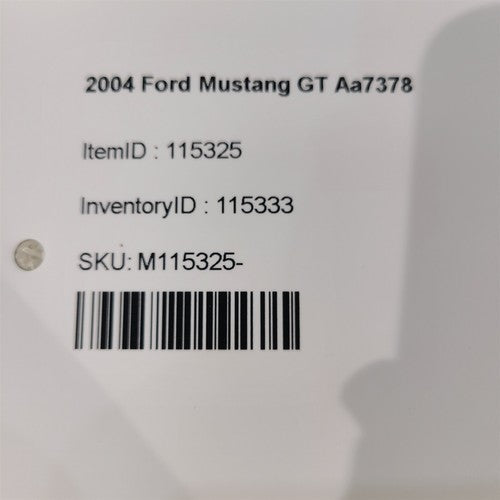 2004 Ford Mustang GT Aa7378
ItemID : 115325
InventoryID : 115333
SKU: M115325-